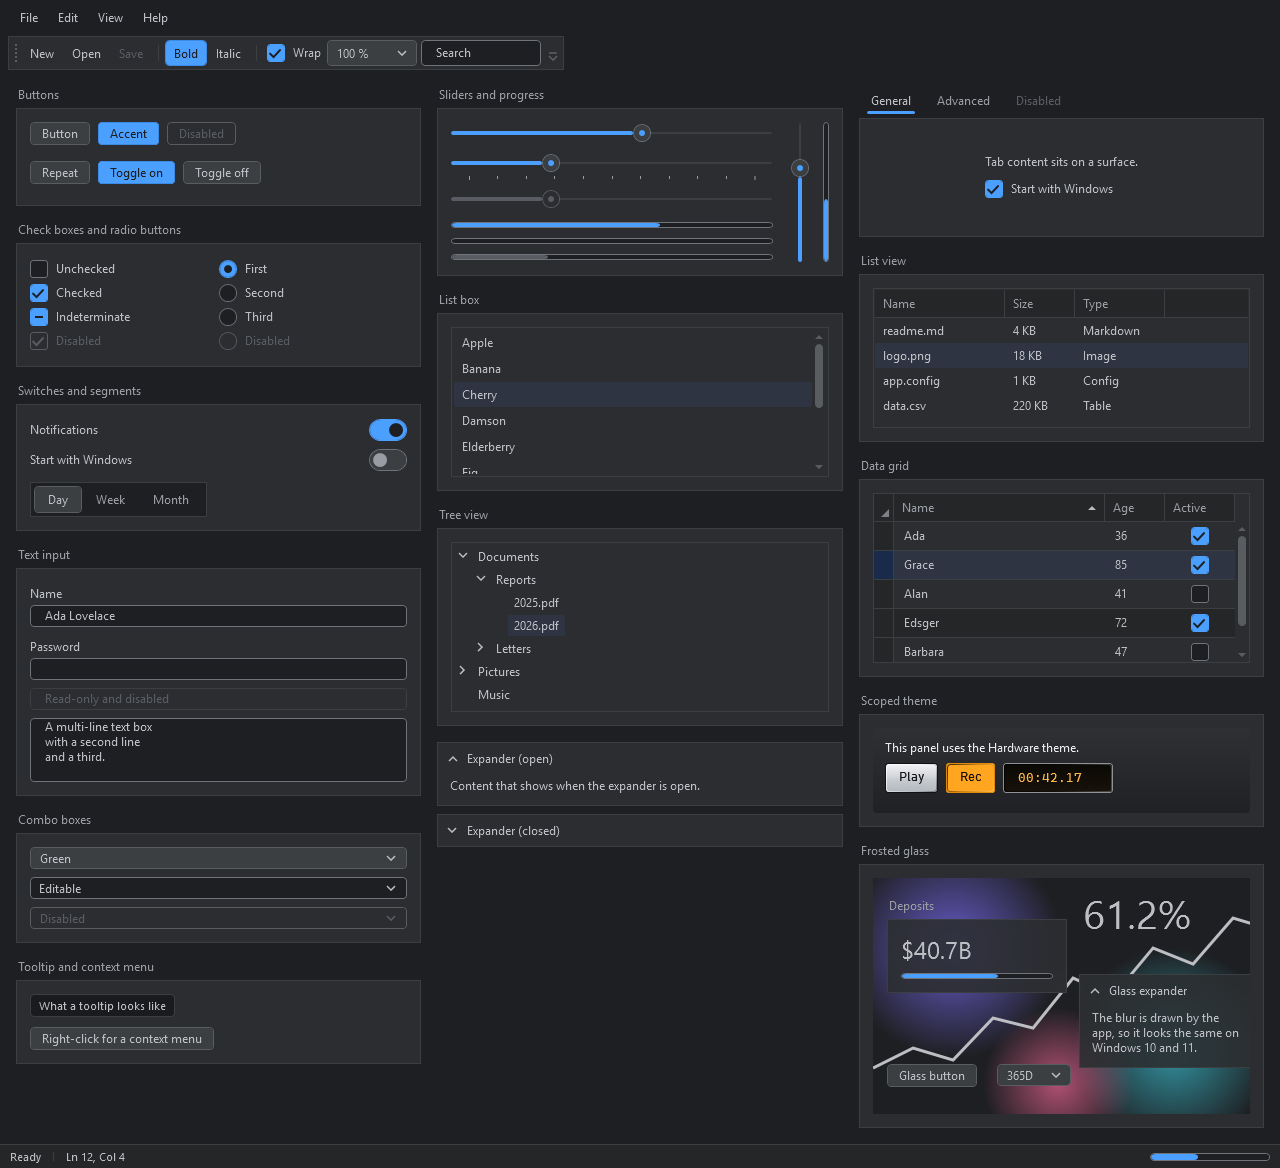 File Edit View Help
New Open Save Bold Italic Wrap 100 % Search
Buttons
Button Accent Disabled
Repeat Toggle on Toggle off
Check boxes and radio buttons
Unchecked First
Checked Second
Indeterminate Third
Disabled Disabled
Switches and segments
Notifications
Start with Windows
Day Week Month
Text input
Name
Ada Lovelace
Password
Read-only and disabled
A multi-line text box
with a second line
and a third.
Combo boxes
Green
Editable
Disabled
Tooltip and context menu
What a tooltip looks like
Right-click for a context menu
Sliders and progress
List box
Apple
Banana
Cherry
Damson
Elderberry
Fig
Tree view
Documents
Reports
2025.pdf
2026.pdf
Letters
Pictures
Music
Expander (open)
Content that shows when the expander is open.
Expander (closed)
General Advanced Disabled
Tab content sits on a surface.
Start with Windows
List view
Name Size Type
readme.md 4 KB Markdown
logo.png 18 KB Image
app.config 1 KB Config
data.csv 220 KB Table
Data grid
Name Age Active
Ada 36
Grace 85
Alan 41
Edsger 72
Barbara 47
Scoped theme
This panel uses the Hardware theme.
Play Rec 00:42.17
Frosted glass
Deposits
$40.7B
61.2%
Glass expander
The blur is drawn by the
app, so it looks the same on
Windows 10 and 11.
Glass button 365D
Ready Ln 12, Col 4